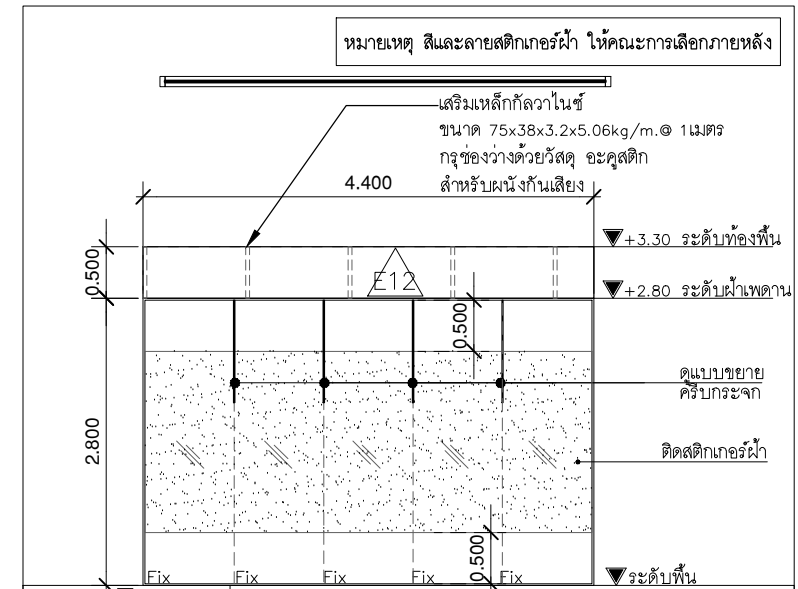 หมายเหตุ สีและลายสติกเกอร์ฝ้า ให้คณะการเลือกภายหลัง
เสริมเหล็กกัลวาไนซ์
ขนาด 75x38x3.2x5.06kg/m.@ 1เมตร
กรุช่องว่างด้วยวัสดุ อะคูสติก
สำหรับผนังกันเสียง
4.400
+3.30 ระดับท้องพื้น
0.500
E12
+2.80 ระดับฝ้าเพดาน
0.500
ดูแบบขยาย
ครีบกระจก
2.800
ติดสติกเกอร์ฝ้า
0.500
Fix Fix Fix Fix Fix
ระดับพื้น